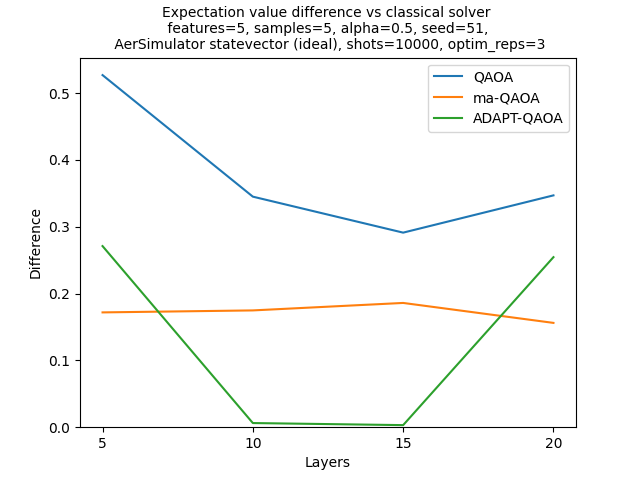 Expectation value difference vs classical solver
features=5, samples=5, alpha=0.5, seed=51,
AerSimulator statevector (ideal), shots=10000, optim_reps=3
QAOA
ma-QAOA
ADAPT-QAOA
0.5
0.4
0.3
0.2
0.1
0.0
Difference
5 10 15 20
Layers